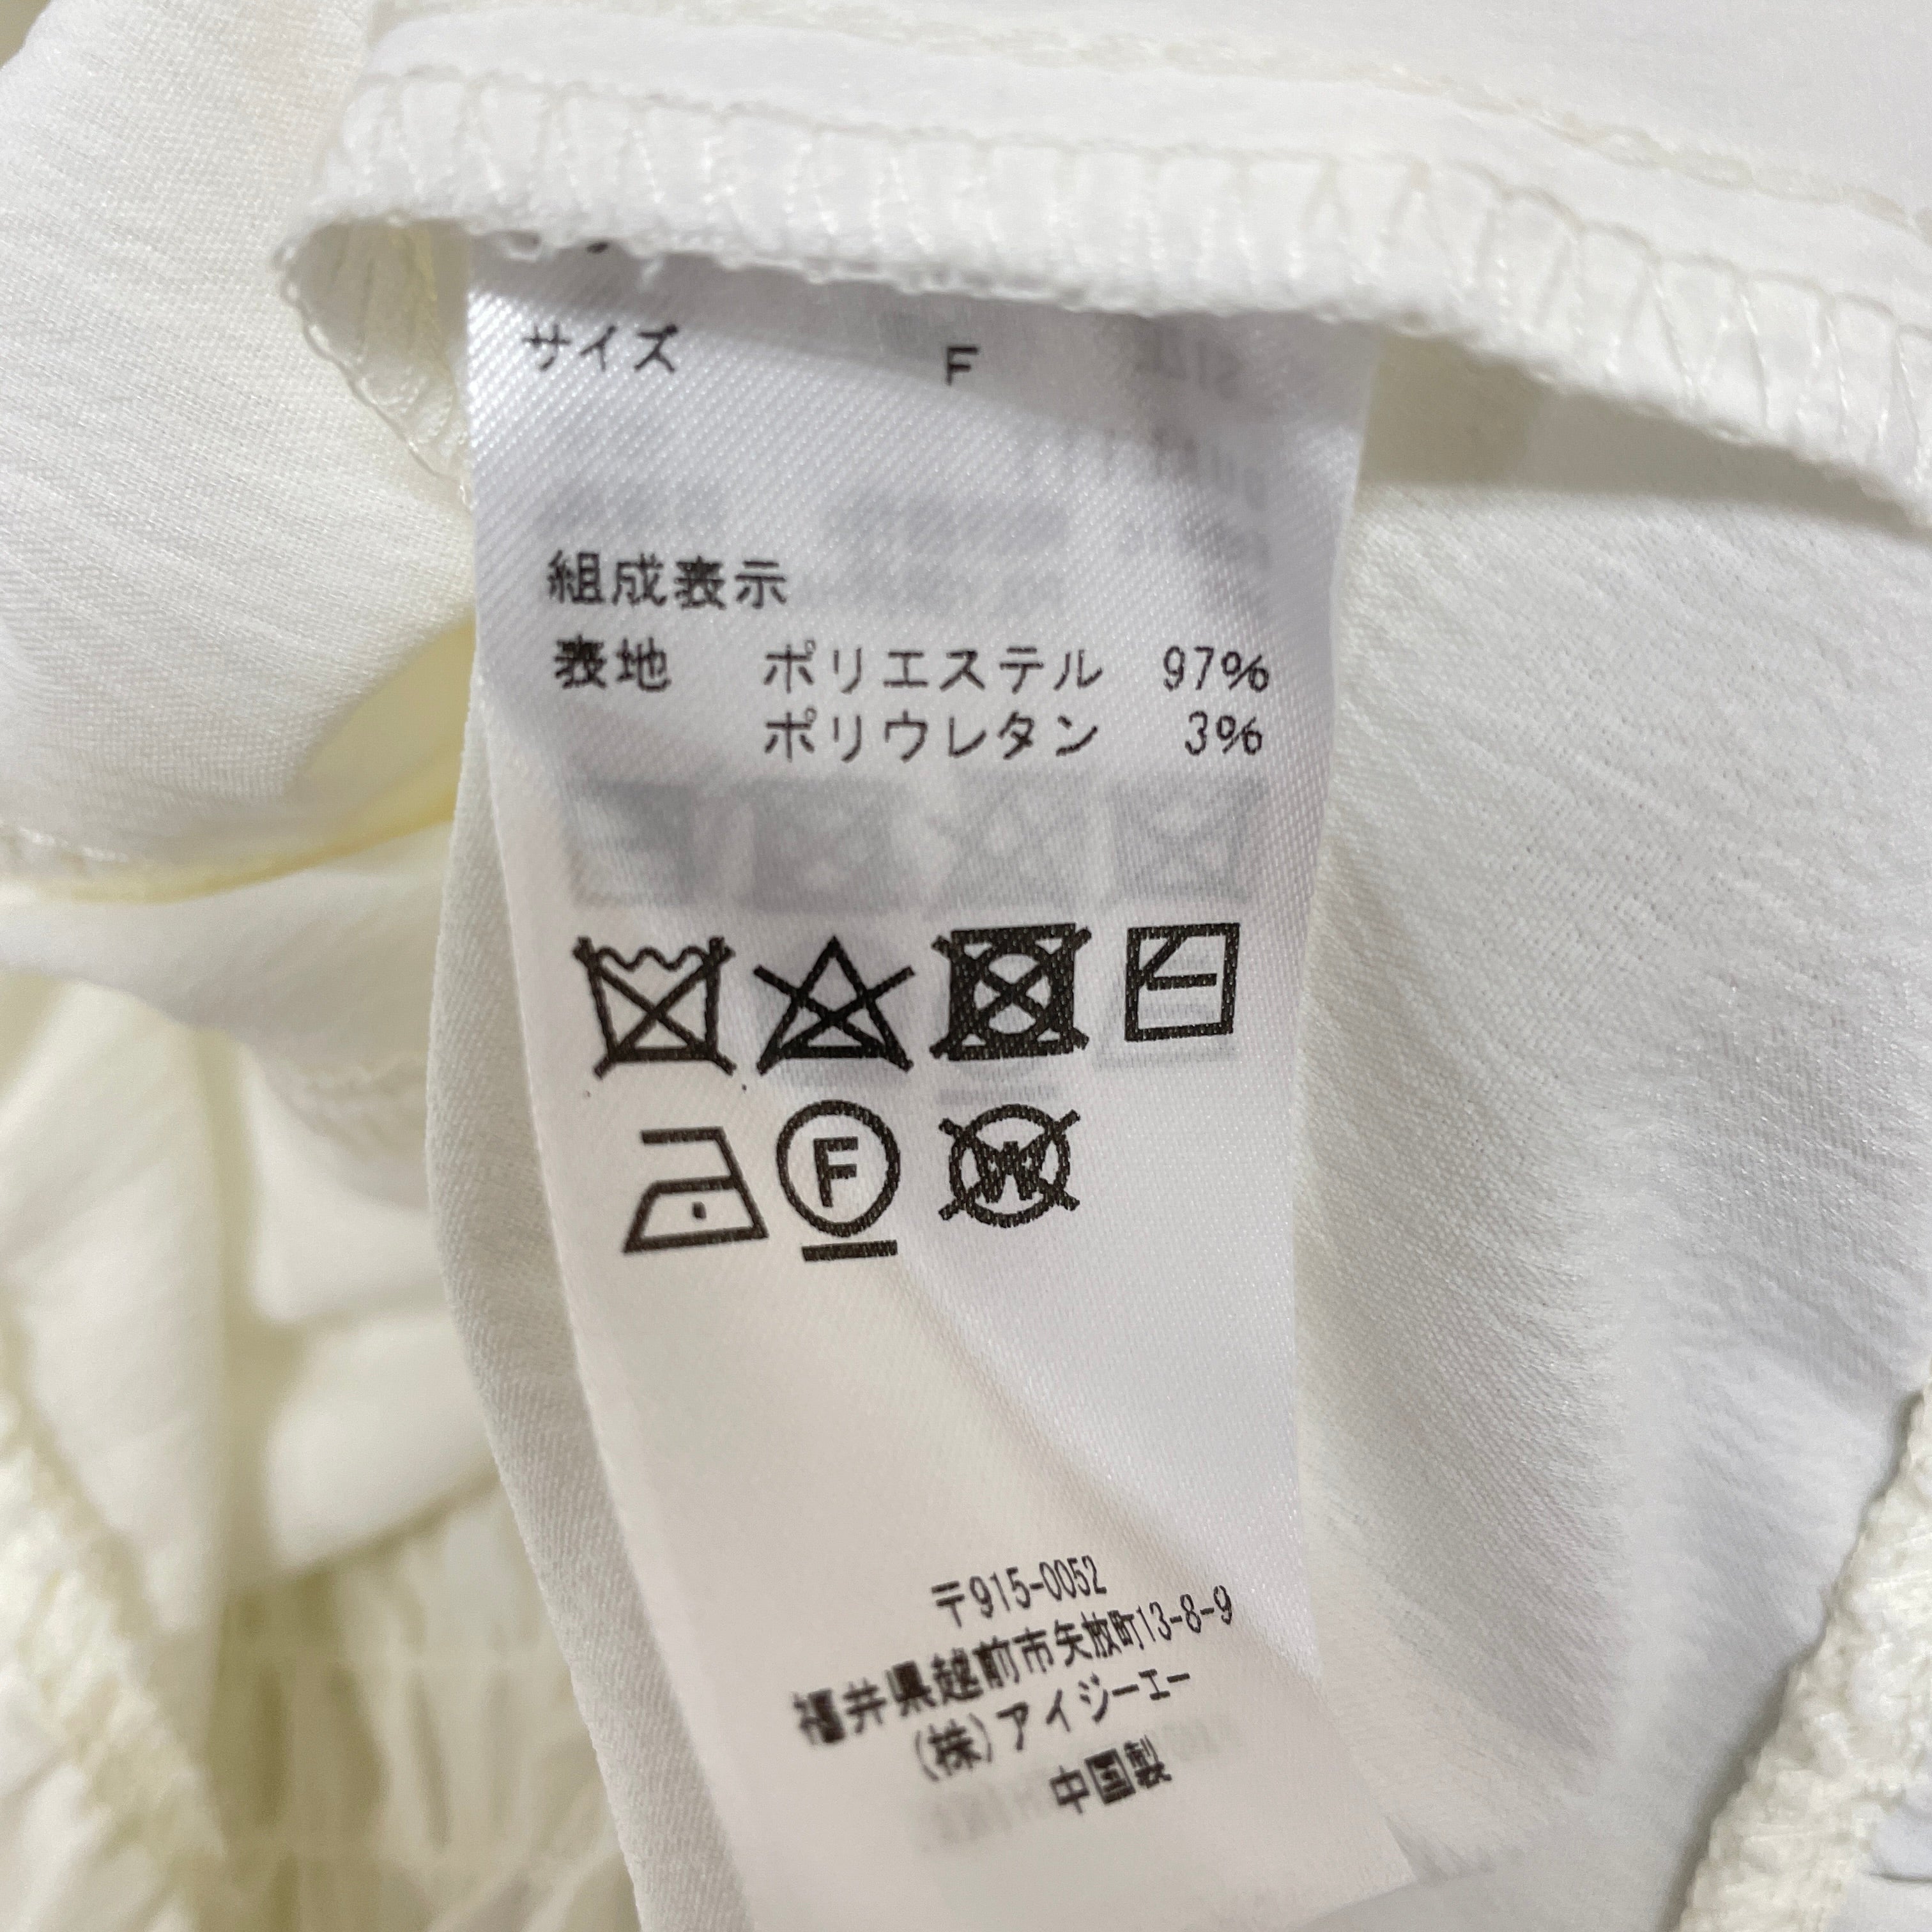 サイズ F
組成表示
表地 ポリエステル 97%
ポリウレタン 3%
F W
〒915-0052
福井県越前市矢放町13-8-9
(株)アイジーエー
中国製